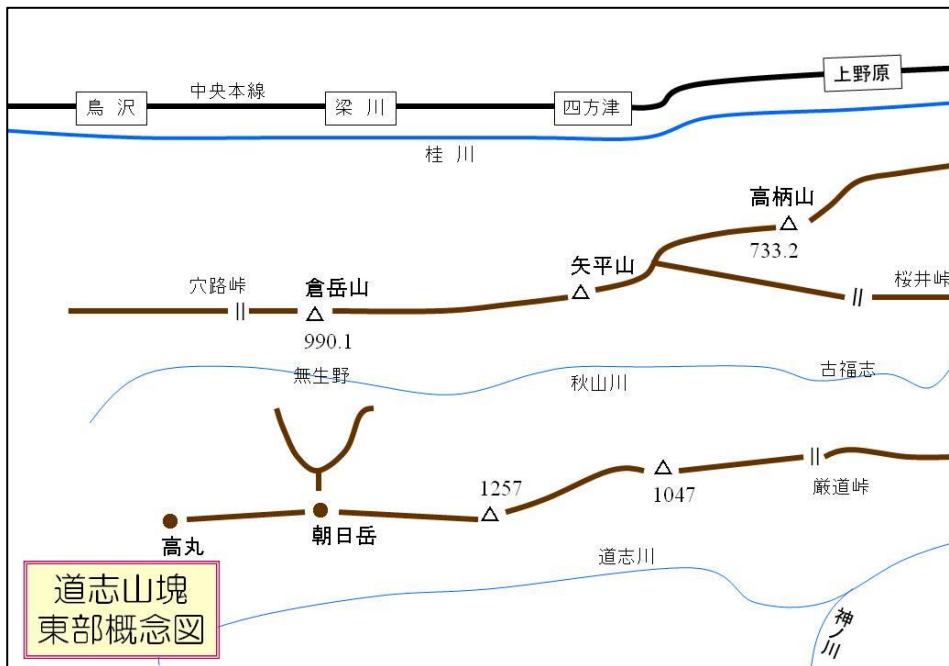 上野原
中央本線
鳥沢
梁川
四方津
桂川
高柄山
733.2
矢平山
穴路峠
倉岳山
桜井峠
990.1
無生野
秋山川
古福志
1257
1047
厳道峠
朝日岳
高丸
道志川
道志山塊
東部概念図
神ノ川